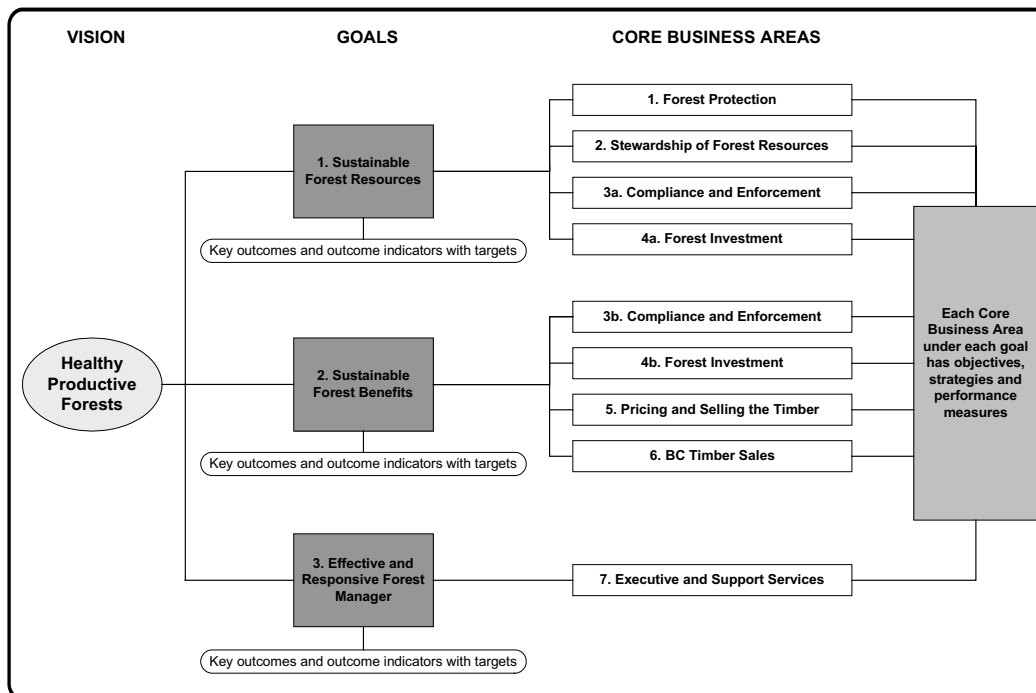 VISION
GOALS
CORE BUSINESS AREAS
Healthy
Productive
Forests
1. Sustainable
Forest Resources
Key outcomes and outcome indicators with targets
1. Forest Protection
2. Stewardship of Forest Resources
3a. Compliance and Enforcement
4a. Forest Investment
2. Sustainable
Forest Benefits
Key outcomes and outcome indicators with targets
3b. Compliance and Enforcement
4b. Forest Investment
5. Pricing and Selling the Timber
6. BC Timber Sales
3. Effective and
Responsive Forest
Manager
Key outcomes and outcome indicators with targets
7. Executive and Support Services
Each Core
Business Area
under each goal
has objectives,
strategies and
performance
measures